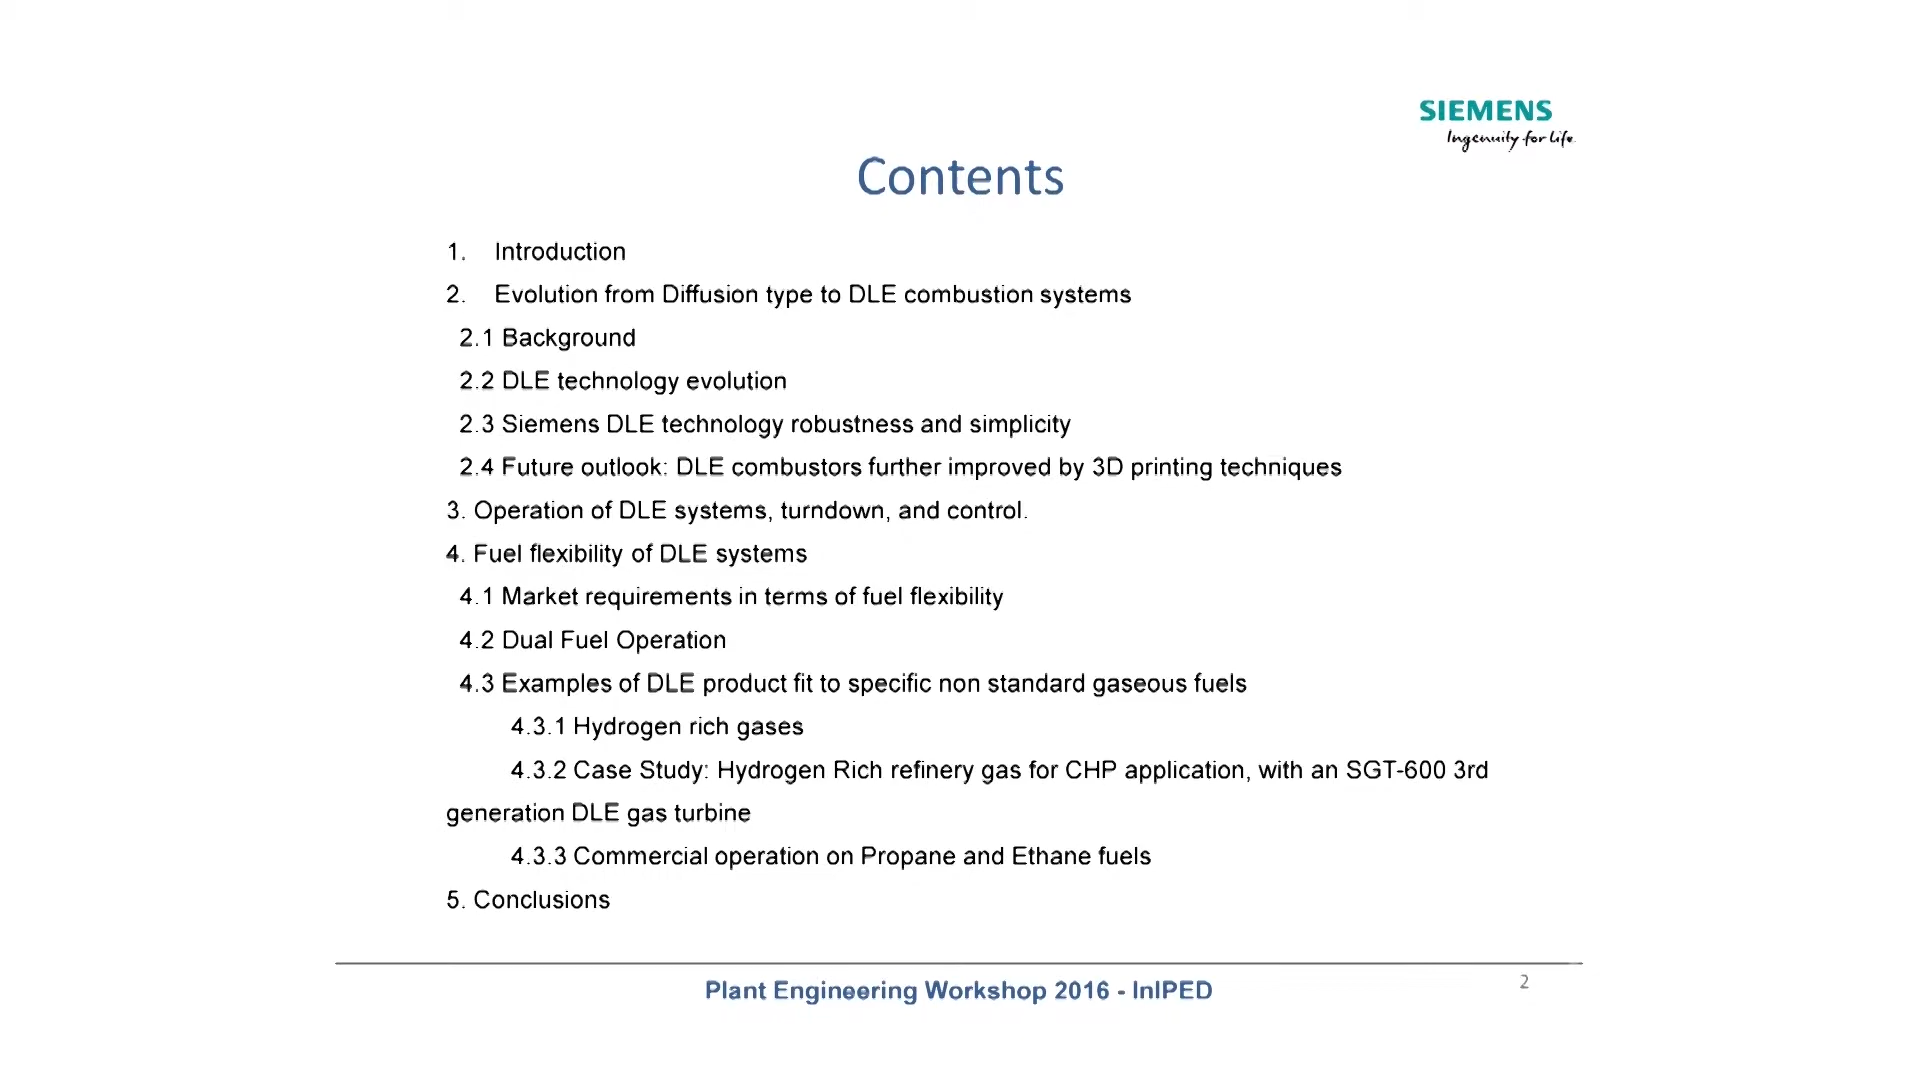 SIEMENS
Ingenuity for life
Contents
1. Introduction
2. Evolution from Diffusion type to DLE combustion systems
2.1 Background
2.2 DLE technology evolution
2.3 Siemens DLE technology robustness and simplicity
2.4 Future outlook: DLE combustors further improved by 3D printing techniques
3. Operation of DLE systems, turndown, and control.
4. Fuel flexibility of DLE systems
4.1 Market requirements in terms of fuel flexibility
4.2 Dual Fuel Operation
4.3 Examples of DLE product fit to specific non standard gaseous fuels
4.3.1 Hydrogen rich gases
4.3.2 Case Study: Hydrogen Rich refinery gas for CHP application, with an SGT-600 3rd
generation DLE gas turbine
4.3.3 Commercial operation on Propane and Ethane fuels
5. Conclusions
Plant Engineering Workshop 2016 - InIPED
2